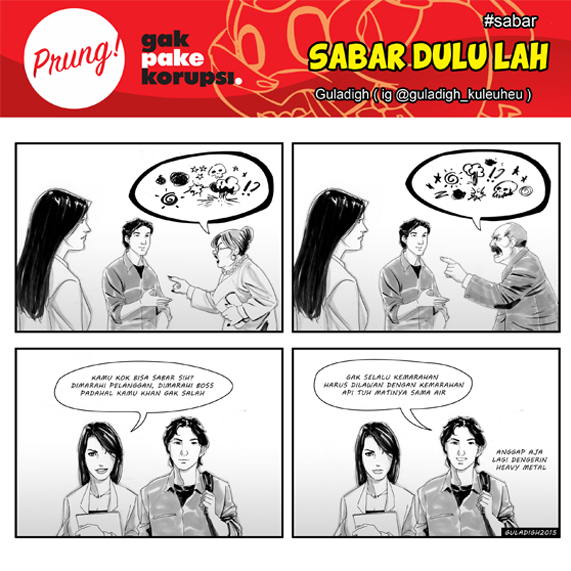 Prung!
gak
pake
korupsi.
#sabar
SABAR DULU LAH
Guladigh ( ig @guladigh_kuleuheu )
!?
!?
KAMU KOK BISA SABAR SIH?
DIMARAHI PELANGGAN, DIMARAHI BOSS
PADAHAL KAMU KHAN GAK SALAH
GAK SELALU KEMARAHAN
HARUS DILAWAN DENGAN KEMARAHAN
API TUH MATINYA SAMA AIR
ANGGAP AJA
LAGI DENGERIN
HEAVY METAL
GULADIGH2015